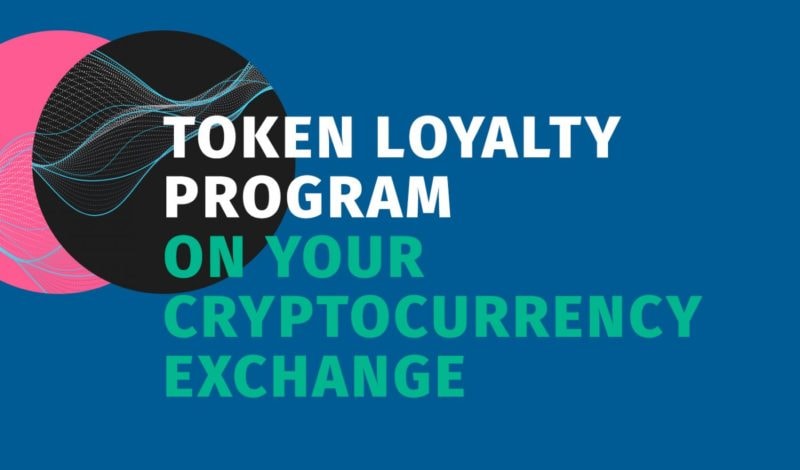 TOKEN LOYALTY
PROGRAM
ON YOUR
CRYPTOCURRENCY
EXCHANGE